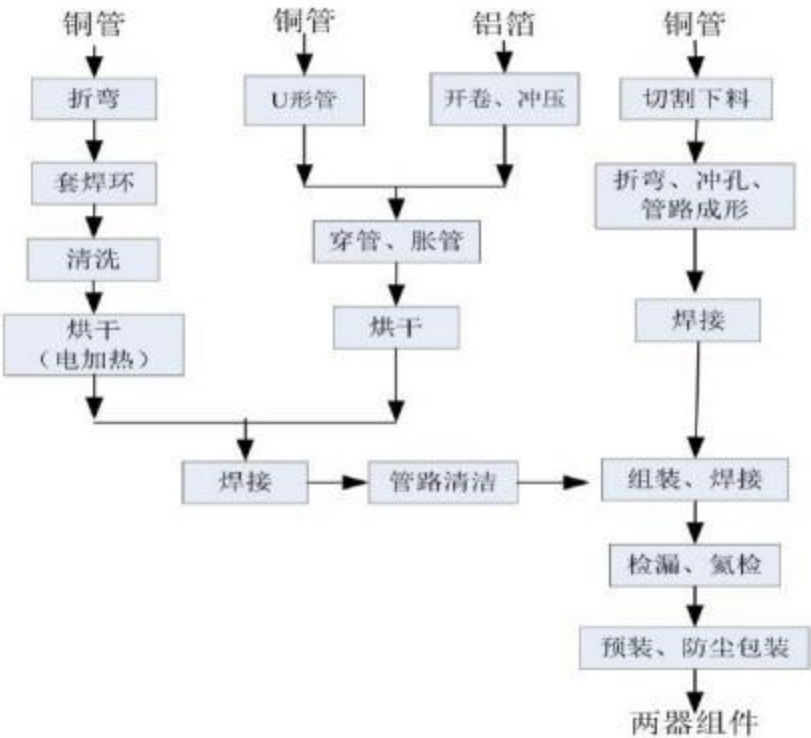 铜管
铜管
铝箔
铜管
折弯
U形管
开卷、冲压
切割下料
套焊环
折弯、冲孔、
管路成形
清洗
穿管、胀管
烘干
(电加热)
烘干
焊接
焊接
管路清洁
组装、焊接
检漏、氦检
预装、防尘包装
两器组件